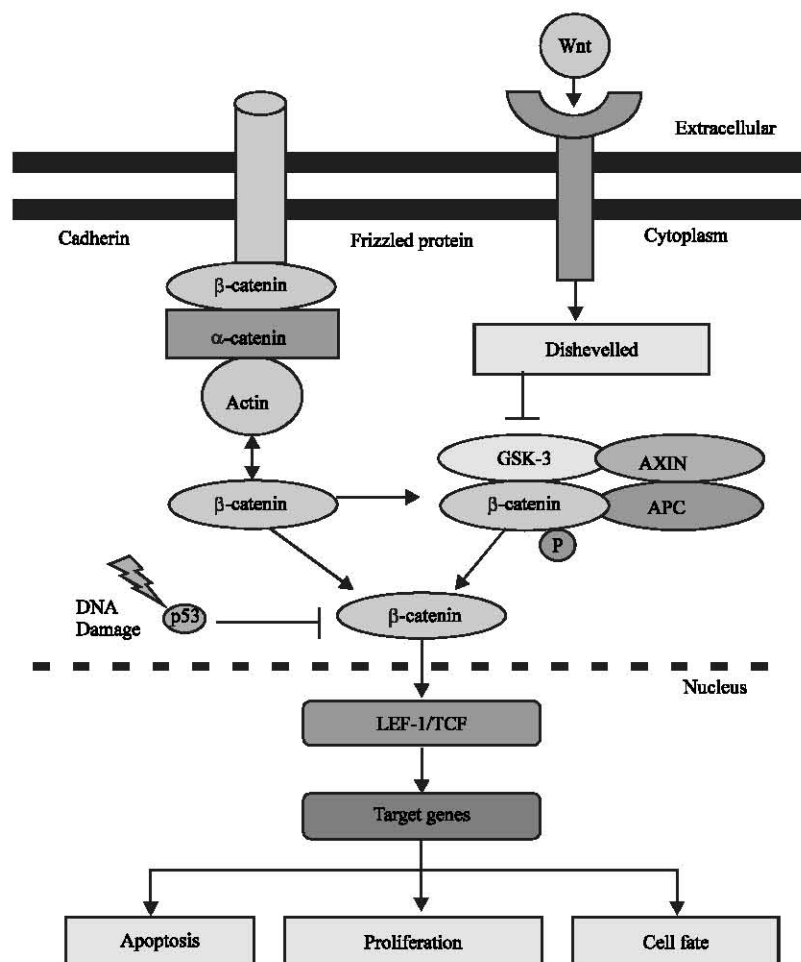 Wnt
Extracellular
Cadherin
Frizzled protein
Cytoplasm
β-catenin
α-catenin
Actin
Dishevelled
GSK-3
AXIN
β-catenin
β-catenin
APC
P
DNA
Damage
p53
β-catenin
Nucleus
LEF-1/TCF
Target genes
Apoptosis
Proliferation
Cell fate